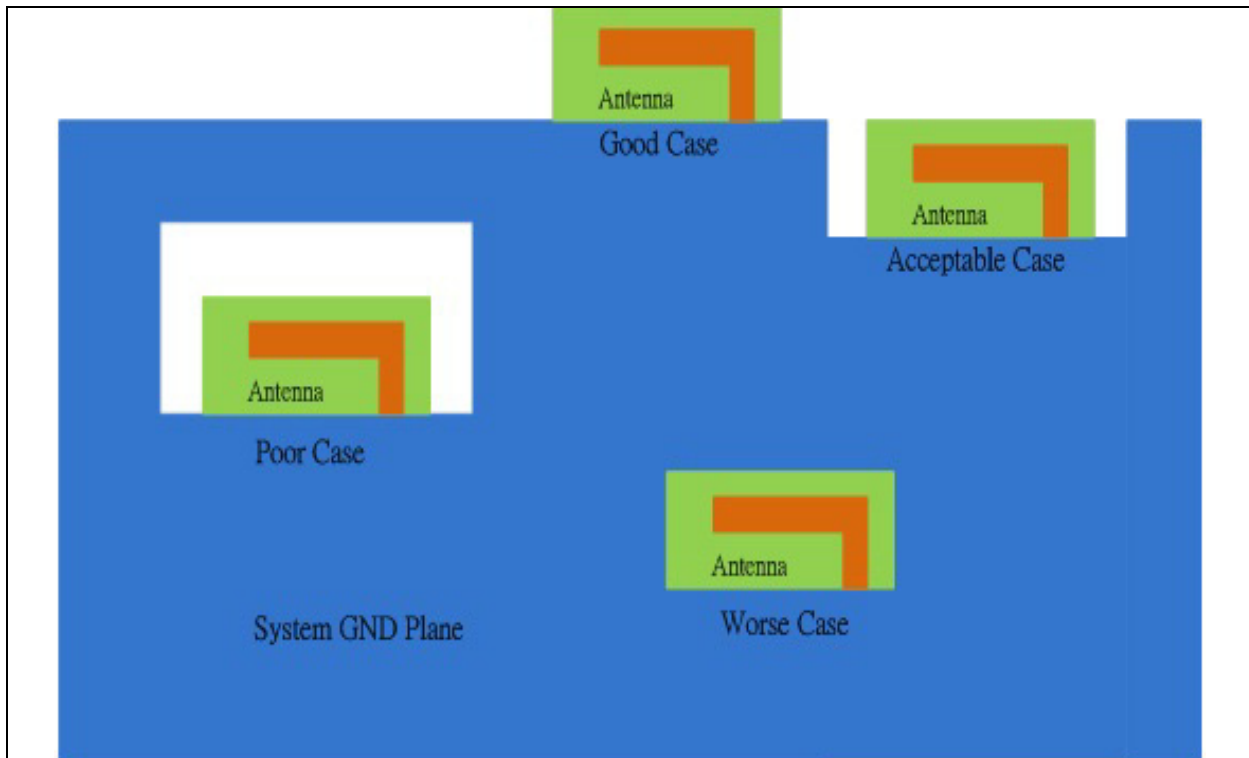 Antenna
Good Case
Antenna
Acceptable Case
Antenna
Poor Case
Antenna
Worse Case
System GND Plane